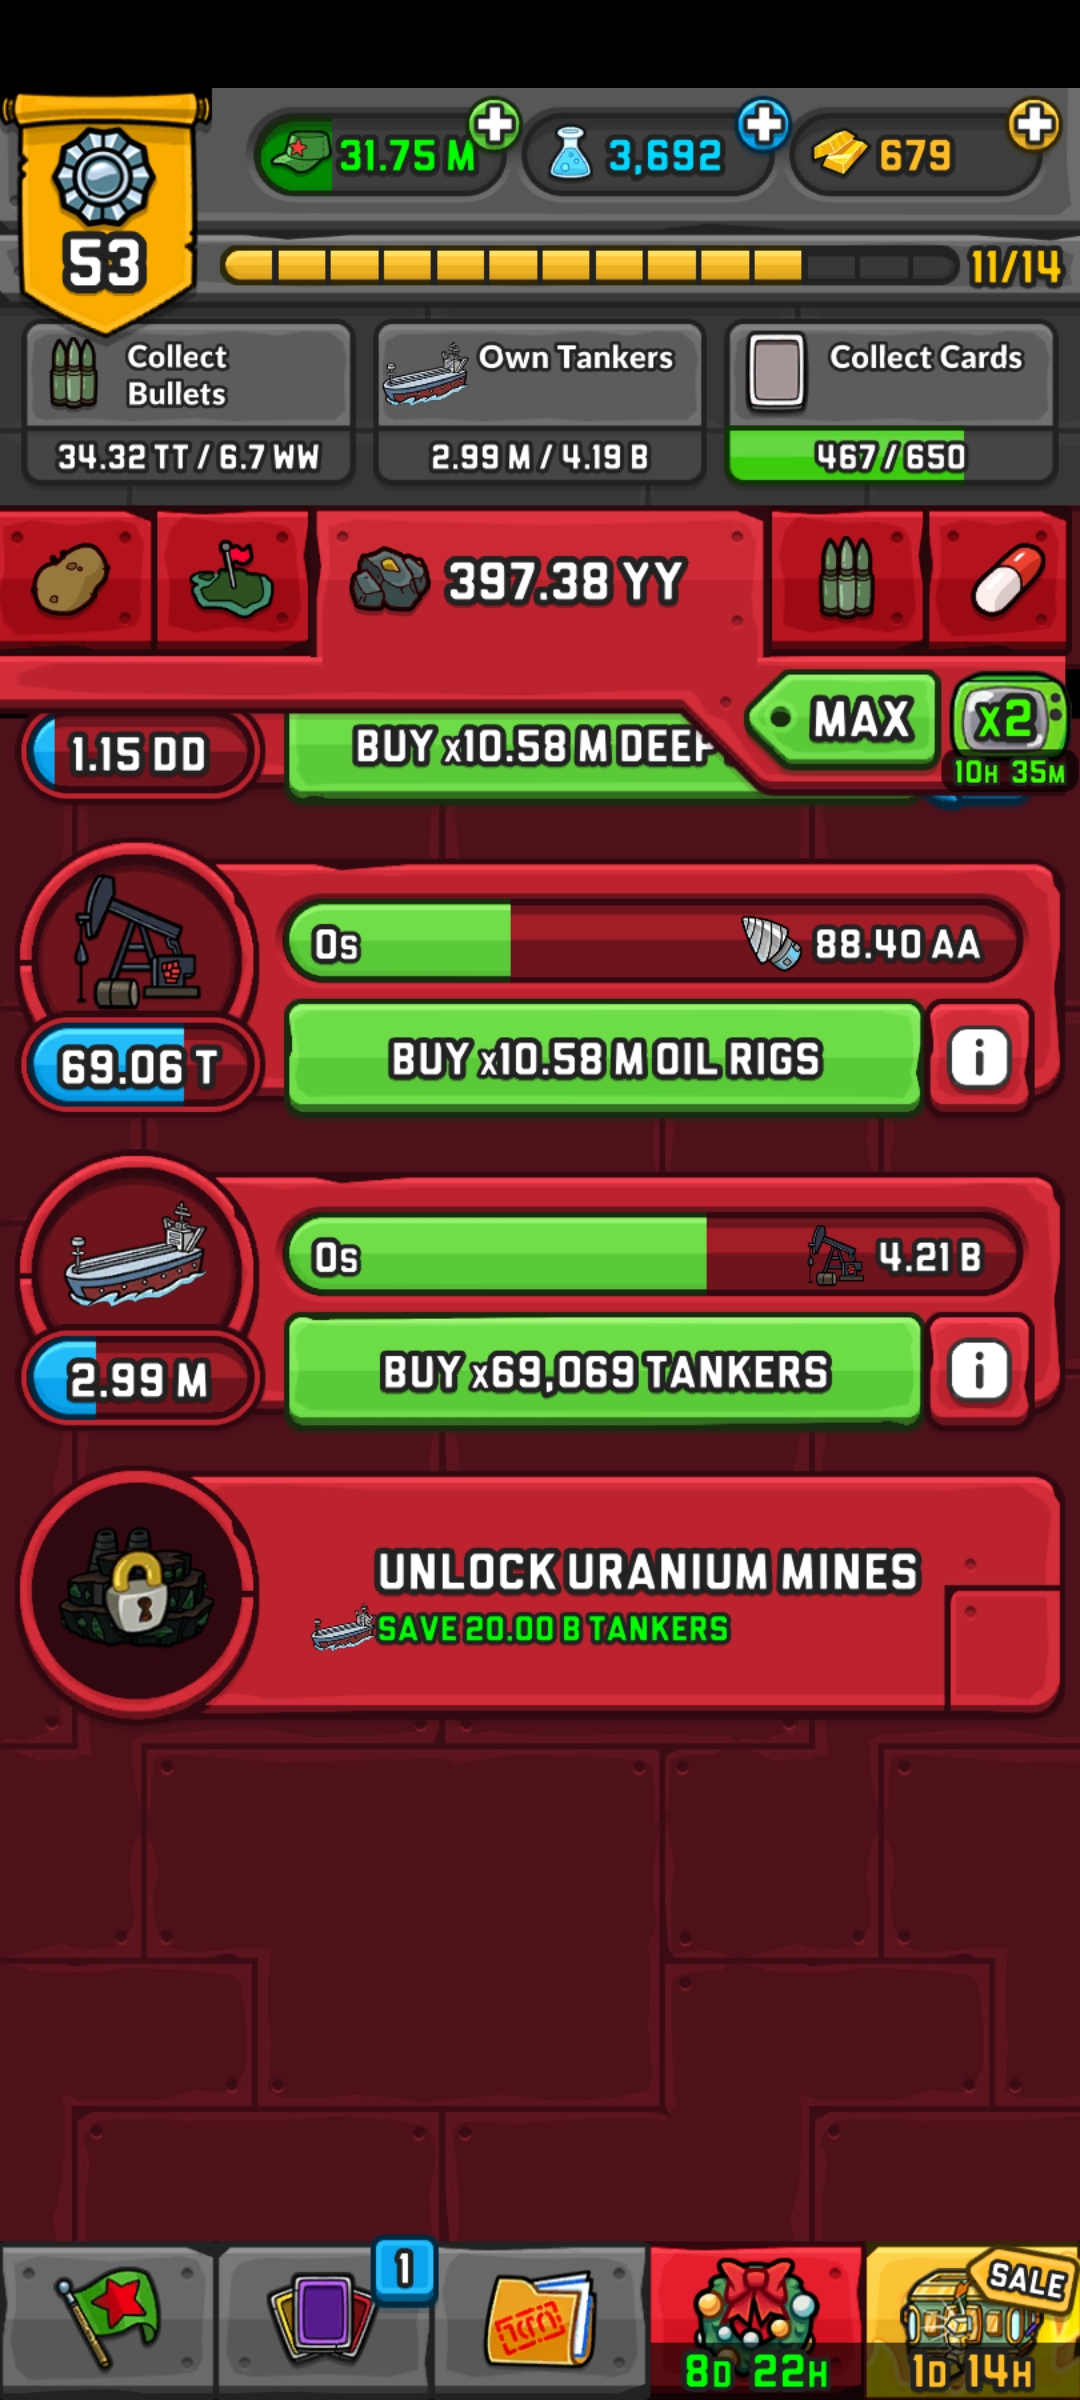 31.75 M
3,692
679
53
11/14
Collect
Bullets
34.32 TT / 6.7 WW
Own Tankers
2.99 M / 4.19 B
Collect Cards
467 / 650
397.38 YY
MAX
x2
10H 35M
1.15 DD
BUY x10.58 M DEEP
0s
88.40 AA
69.06 T
BUY x10.58 M OIL RIGS
i
0s
4.21 B
2.99 M
BUY x69,069 TANKERS
i
UNLOCK URANIUM MINES
SAVE 20.00 B TANKERS
1
SALE
8D 22H
1D 14H